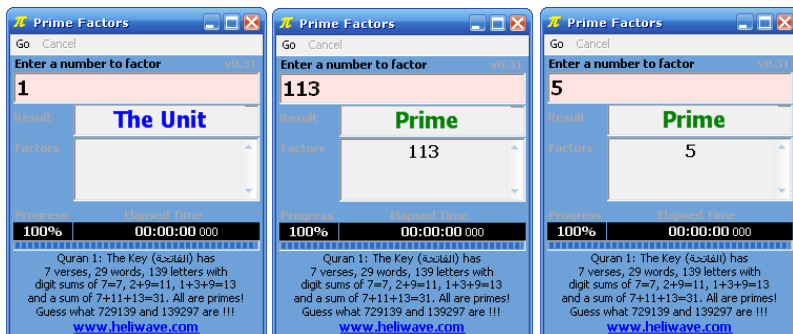 Prime Factors
Go Cancel
Enter a number to factor v0.31
1
Result The Unit
Factors
Progress Elapsed Time
100% 00:00:00 000
Quran 1: The Key (الفاتحة) has
7 verses, 29 words, 139 letters with
digit sums of 7=7, 2+9=11, 1+3+9=13
and a sum of 7+11+13=31. All are primes!
Guess what 729139 and 139297 are !!!
www.heliwave.com
Prime Factors
Go Cancel
Enter a number to factor v0.31
113
Result Prime
Factors 113
Progress Elapsed Time
100% 00:00:00 000
Quran 1: The Key (الفاتحة) has
7 verses, 29 words, 139 letters with
digit sums of 7=7, 2+9=11, 1+3+9=13
and a sum of 7+11+13=31. All are primes!
Guess what 729139 and 139297 are !!!
www.heliwave.com
Prime Factors
Go Cancel
Enter a number to factor v0.31
5
Result Prime
Factors 5
Progress Elapsed Time
100% 00:00:00 000
Quran 1: The Key (الفاتحة) has
7 verses, 29 words, 139 letters with
digit sums of 7=7, 2+9=11, 1+3+9=13
and a sum of 7+11+13=31. All are primes!
Guess what 729139 and 139297 are !!!
www.heliwave.com